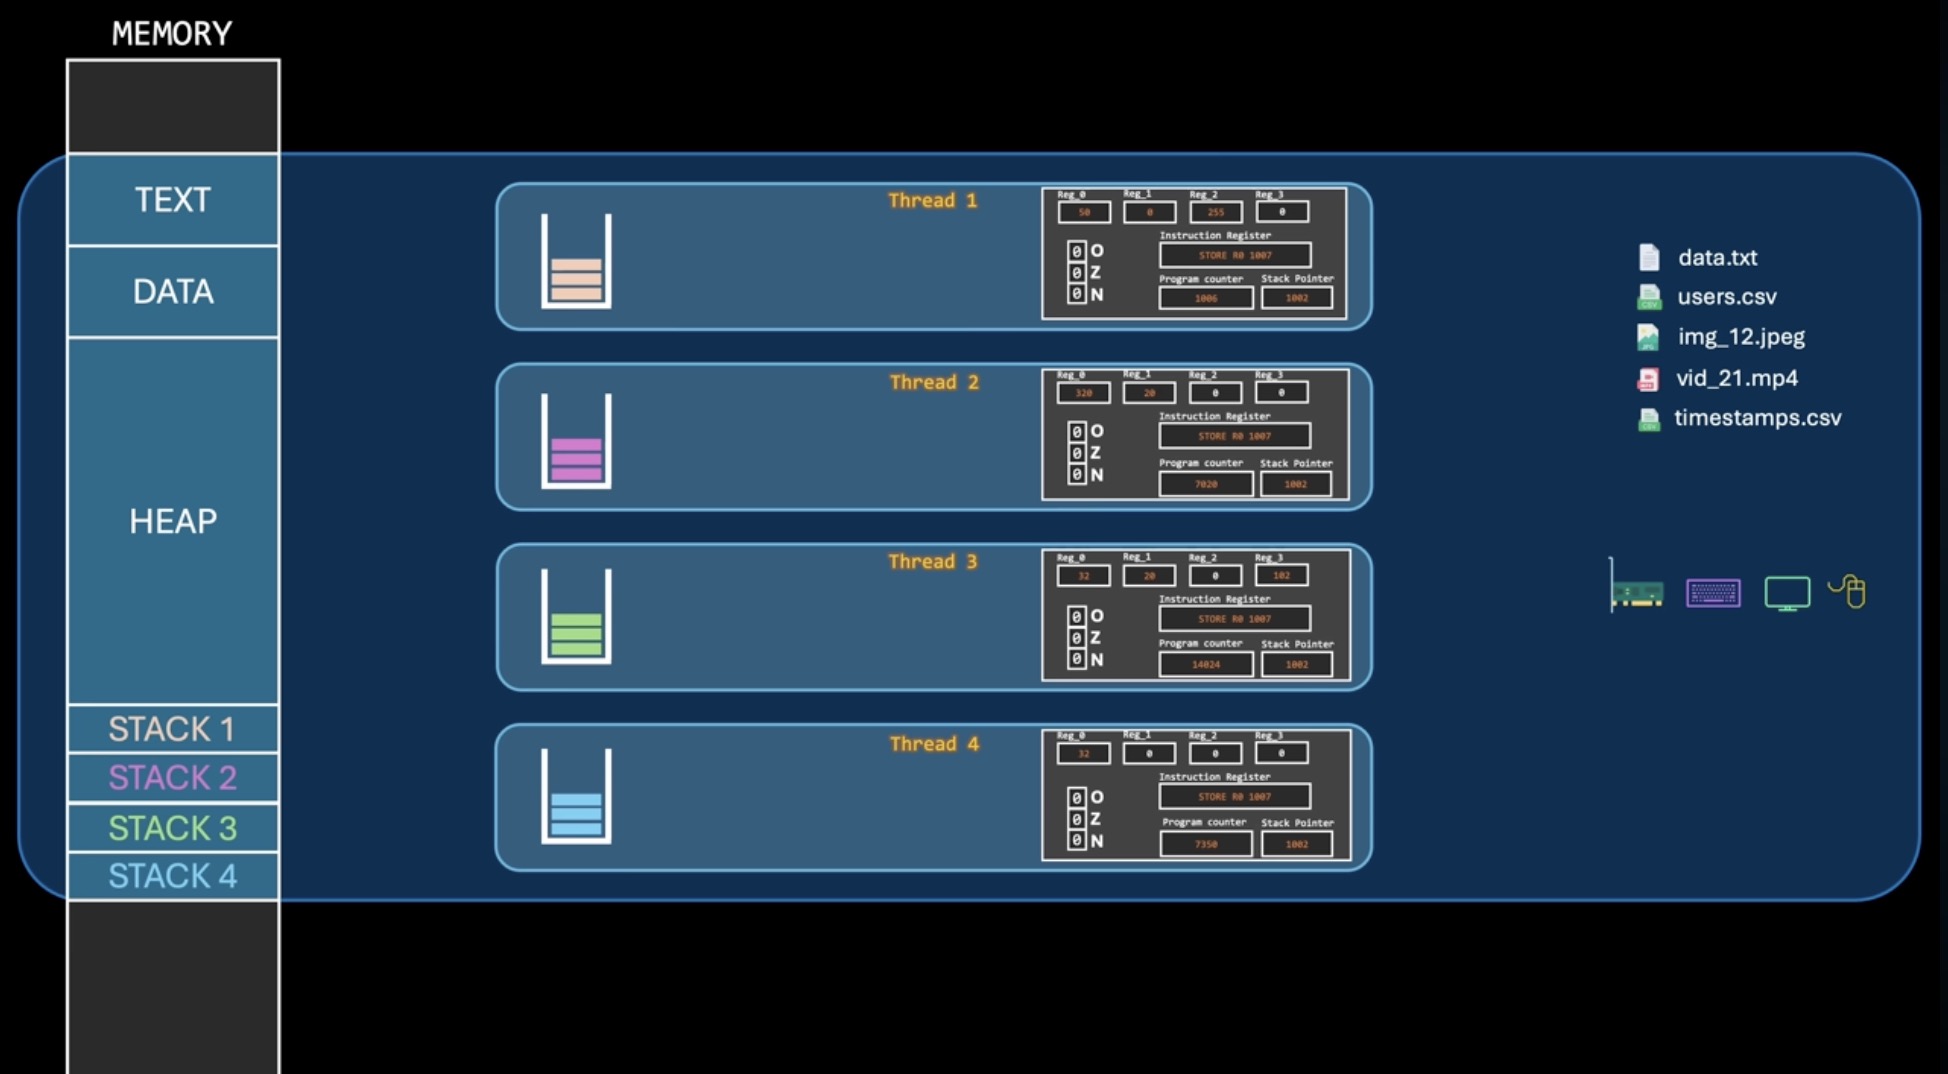 MEMORY
TEXT
DATA
HEAP
STACK 1
STACK 2
STACK 3
STACK 4
Thread 1
Reg_0 Reg_1 Reg_2 Reg_3
50 0 255 0
Instruction Register
STORE R0 1007
0 O
0 Z
0 N
Program counter Stack Pointer
1006 1002
Thread 2
Reg_0 Reg_1 Reg_2 Reg_3
320 20 0 0
Instruction Register
STORE R0 1007
0 O
0 Z
0 N
Program counter Stack Pointer
7020 1002
Thread 3
Reg_0 Reg_1 Reg_2 Reg_3
32 20 0 102
Instruction Register
STORE R0 1007
0 O
0 Z
0 N
Program counter Stack Pointer
14024 1002
Thread 4
Reg_0 Reg_1 Reg_2 Reg_3
32 0 0 0
Instruction Register
STORE R0 1007
0 O
0 Z
0 N
Program counter Stack Pointer
7350 1002
data.txt
CSV users.csv
JPG img_12.jpeg
vid_21.mp4
CSV timestamps.csv